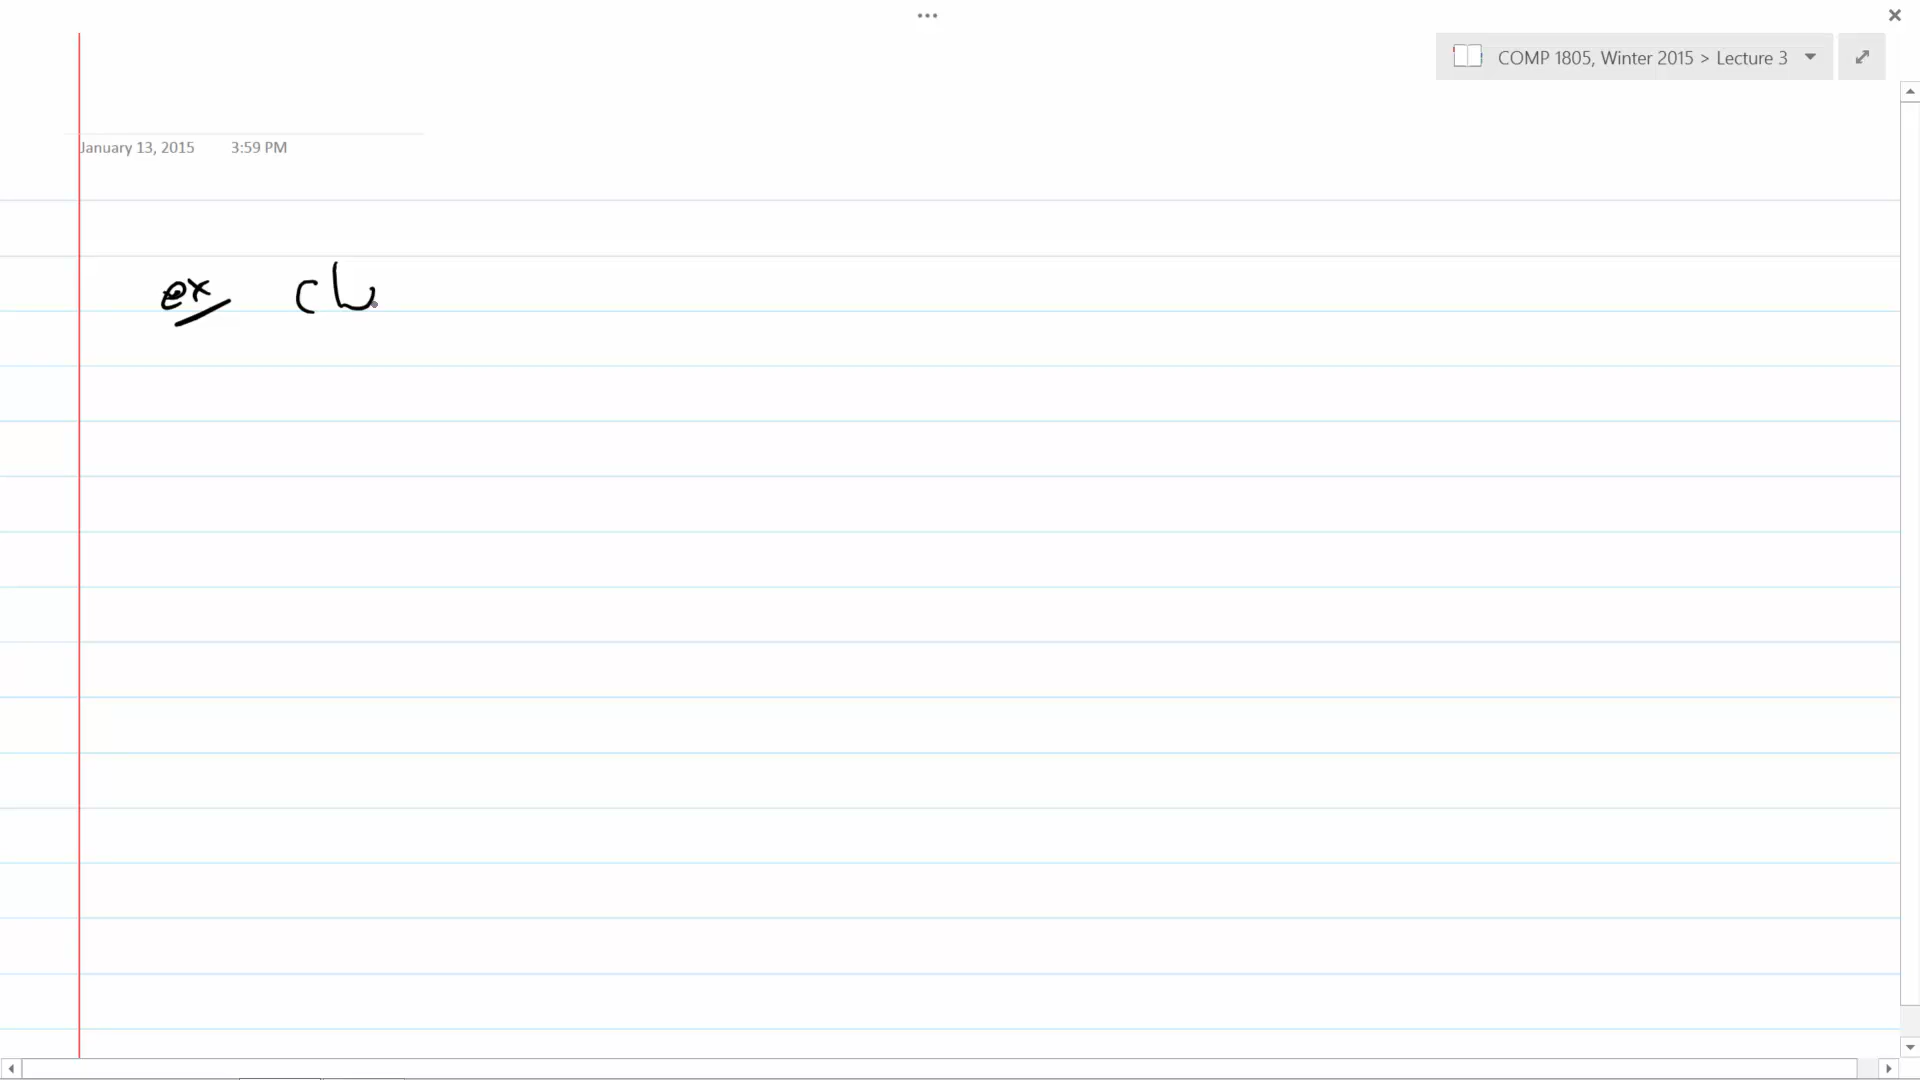 ...
COMP 1805, Winter 2015 > Lecture 3
January 13, 2015 3:59 PM
ex